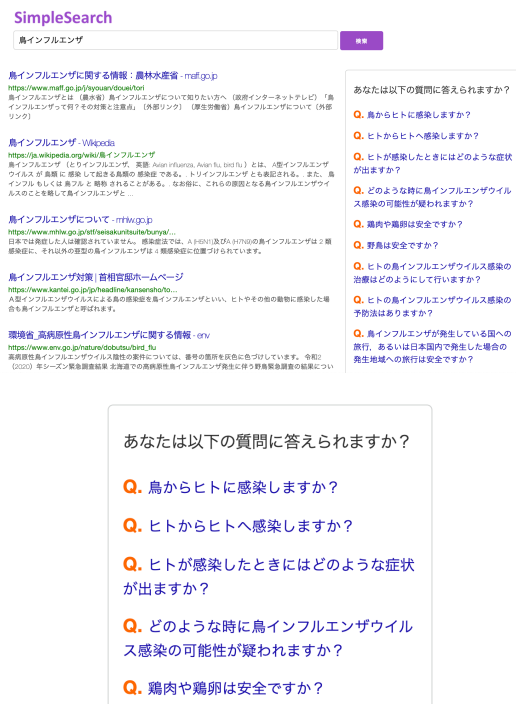 SimpleSearch
鳥インフルエンザ
検索
鳥インフルエンザに関する情報：農林水産省 - maff.go.jp
https://www.maff.go.jp/j/syouan/douei/tori
鳥インフルエンザとは （農水省）鳥インフルエンザについて知りたい方へ （政府インターネットテレビ）「鳥
インフルエンザって何？その対策と注意点」〔外部リンク〕 （厚生労働省）鳥インフルエンザについて〔外部
リンク〕
鳥インフルエンザ - Wikipedia
https://ja.wikipedia.org/wiki/鳥インフルエンザ
鳥インフルエンザ （とりインフルエンザ、 英語: Avian influenza, Avian flu, bird flu ）とは、 A型インフルエンザ
ウイルス が 鳥類 に 感染 して起きる鳥類の 感染症 である。 . トリインフルエンザ とも表記される。 . また、 鳥
インフル もしくは 鳥フル と 略称 されることがある。 . なお俗に、これらの原因となる鳥インフルエンザウイ
ルスのことを略して鳥インフルエンザと ...
鳥インフルエンザについて - mhlw.go.jp
https://www.mhlw.go.jp/stf/seisakunitsuite/bunya/...
日本では発症した人は確認されていません。 感染症法では、A (H5N1)及びA (H7N9)の鳥インフルエンザは 2 類
感染症に、それ以外の亜型の鳥インフルエンザは 4 類感染症に位置づけられています。
鳥インフルエンザ対策 | 首相官邸ホームページ
https://www.kantei.go.jp/jp/headline/kansensho/to...
A型インフルエンザウイルスによる鳥の感染症を鳥インフルエンザといい、ヒトやその他の動物に感染した場
合も鳥インフルエンザと呼ばれます。
環境省_高病原性鳥インフルエンザに関する情報 - env
https://www.env.go.jp/nature/dobutsu/bird_flu
高病原性鳥インフルエンザウイルス陰性の案件については、番号の箇所を灰色に色づけしています。 令和2
（2020）年シーズン緊急調査結果 北海道での高病原性鳥インフルエンザ発生に伴う野鳥緊急調査の結果につい
あなたは以下の質問に答えられますか？
Q. 鳥からヒトに感染しますか？
Q. ヒトからヒトへ感染しますか？
Q. ヒトが感染したときにはどのような症状
が出ますか？
Q. どのような時に鳥インフルエンザウイル
ス感染の可能性が疑われますか？
Q. 鶏肉や鶏卵は安全ですか？
Q. 野鳥は安全ですか？
Q. ヒトの鳥インフルエンザウイルス感染の
治療はどのようにして行いますか？
Q. ヒトの鳥インフルエンザウイルス感染の
予防法はありますか？
Q. 鳥インフルエンザが発生している国への
旅行、あるいは日本国内で発生した場合の
発生地域への旅行は安全ですか？
あなたは以下の質問に答えられますか？
Q. 鳥からヒトに感染しますか？
Q. ヒトからヒトへ感染しますか？
Q. ヒトが感染したときにはどのような症状
が出ますか？
Q. どのような時に鳥インフルエンザウイル
ス感染の可能性が疑われますか？
Q. 鶏肉や鶏卵は安全ですか？